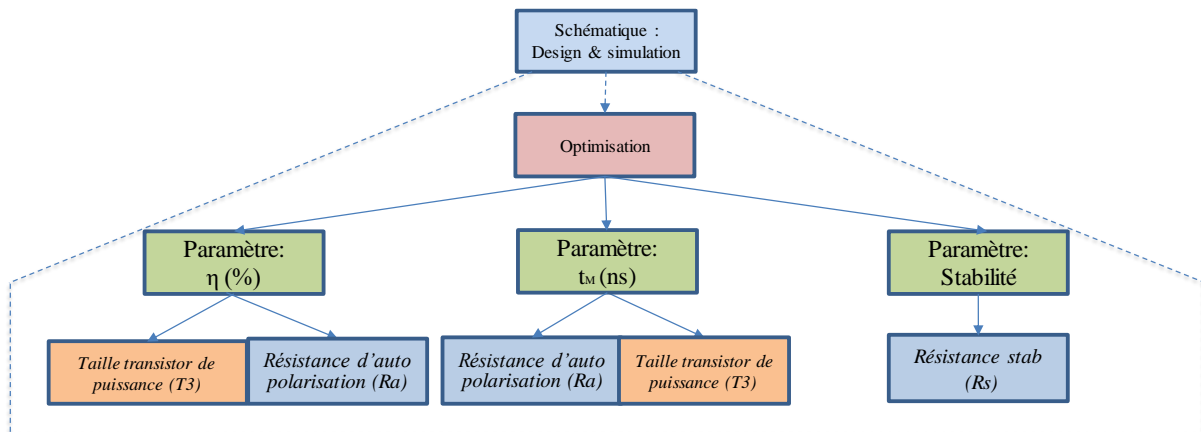 Schématique :
Design & simulation
Optimisation
Paramètre:
η (%)
Paramètre:
tM (ns)
Paramètre:
Stabilité
Taille transistor de
puissance (T3)
Résistance d'auto
polarisation (Ra)
Résistance d'auto
polarisation (Ra)
Taille transistor de
puissance (T3)
Résistance stab
(Rs)